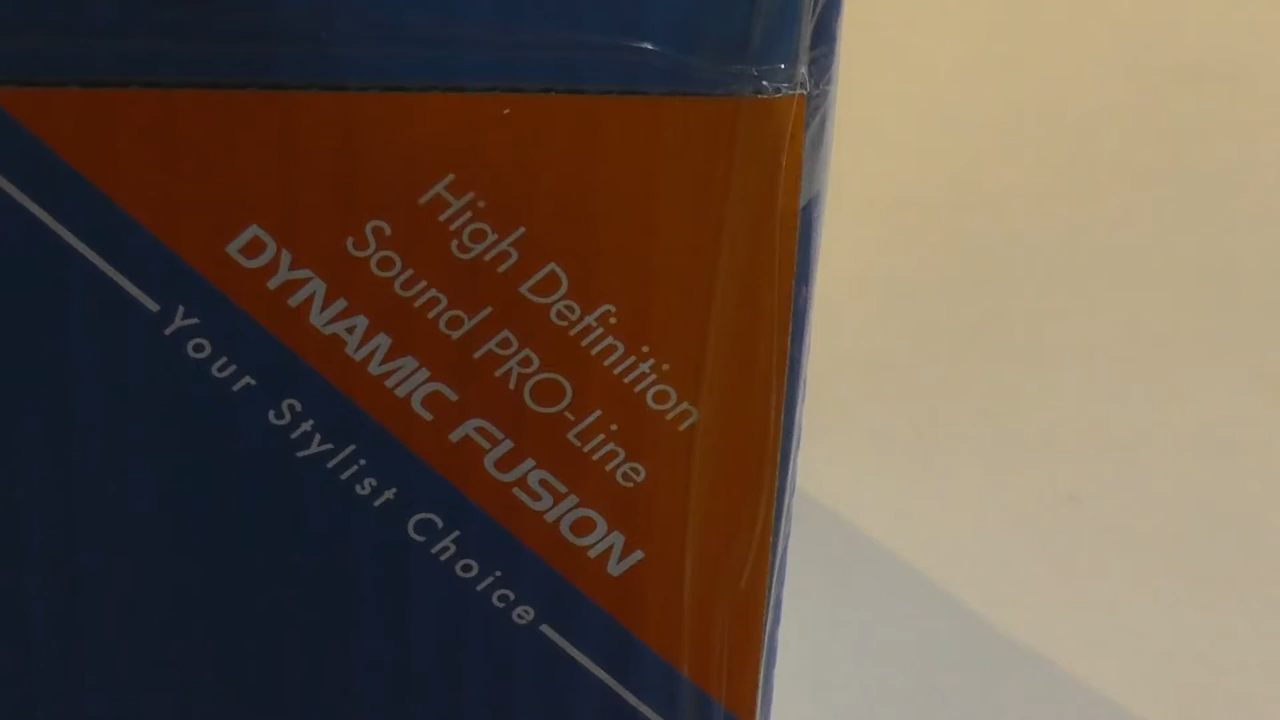 High Definition
Sound PRO-Line
DYNAMIC FUSION
Your Stylist Choice